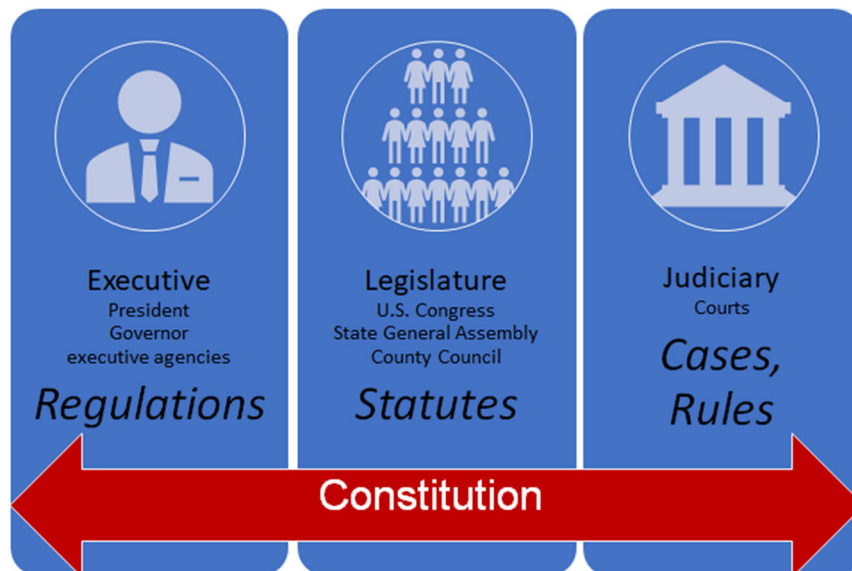 Executive
President
Governor
executive agencies
Regulations
Legislature
U.S. Congress
State General Assembly
County Council
Statutes
Judiciary
Courts
Cases,
Rules
Constitution